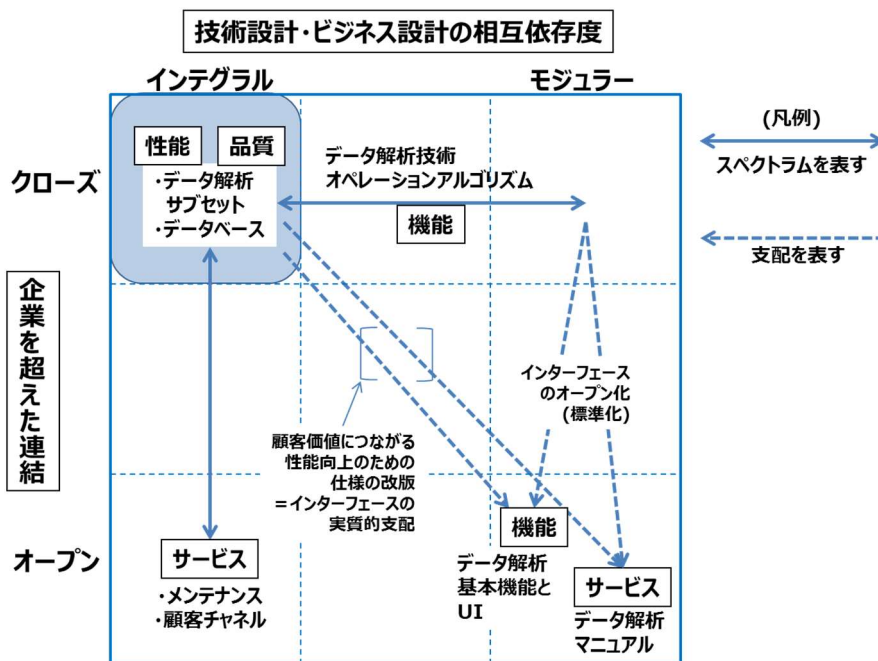 技術設計・ビジネス設計の相互依存度
インテグラル
モジュラー
クローズ
性能
品質
・データ解析
サブセット
・データベース
データ解析技術
オペレーションアルゴリズム
機能
(凡例)
スペクトラムを表す
支配を表す
企業を超えた連結
インターフェース
のオープン化
(標準化)
顧客価値につながる
性能向上のための
仕様の改版
=インターフェースの
実質的支配
オープン
サービス
・メンテナンス
・顧客チャネル
機能
データ解析
基本機能と
UI
サービス
データ解析
マニュアル